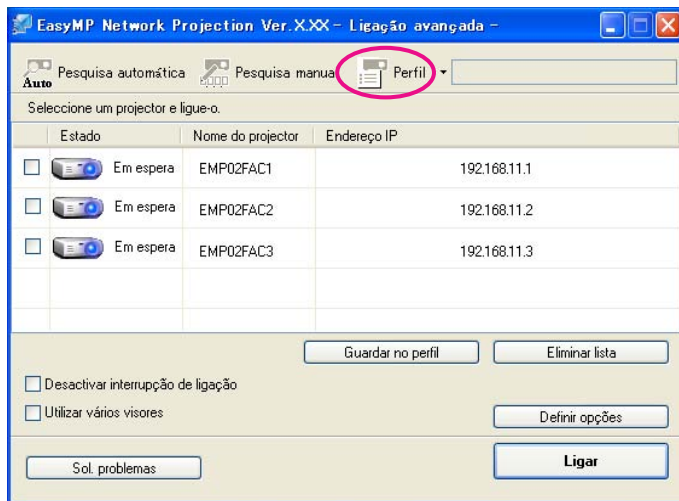 EasyMP Network Projection Ver.X.XX - Ligação avançada -
Auto Pesquisa automática Pesquisa manual Perfil
Seleccione um projector e ligue-o.
Estado Nome do projector Endereço IP
Em espera EMP02FAC1 192.168.11.1
Em espera EMP02FAC2 192.168.11.2
Em espera EMP02FAC3 192.168.11.3
Guardar no perfil Eliminar lista
Desactivar interrupção de ligação
Utilizar vários visores Definir opções
Sol. problemas Ligar